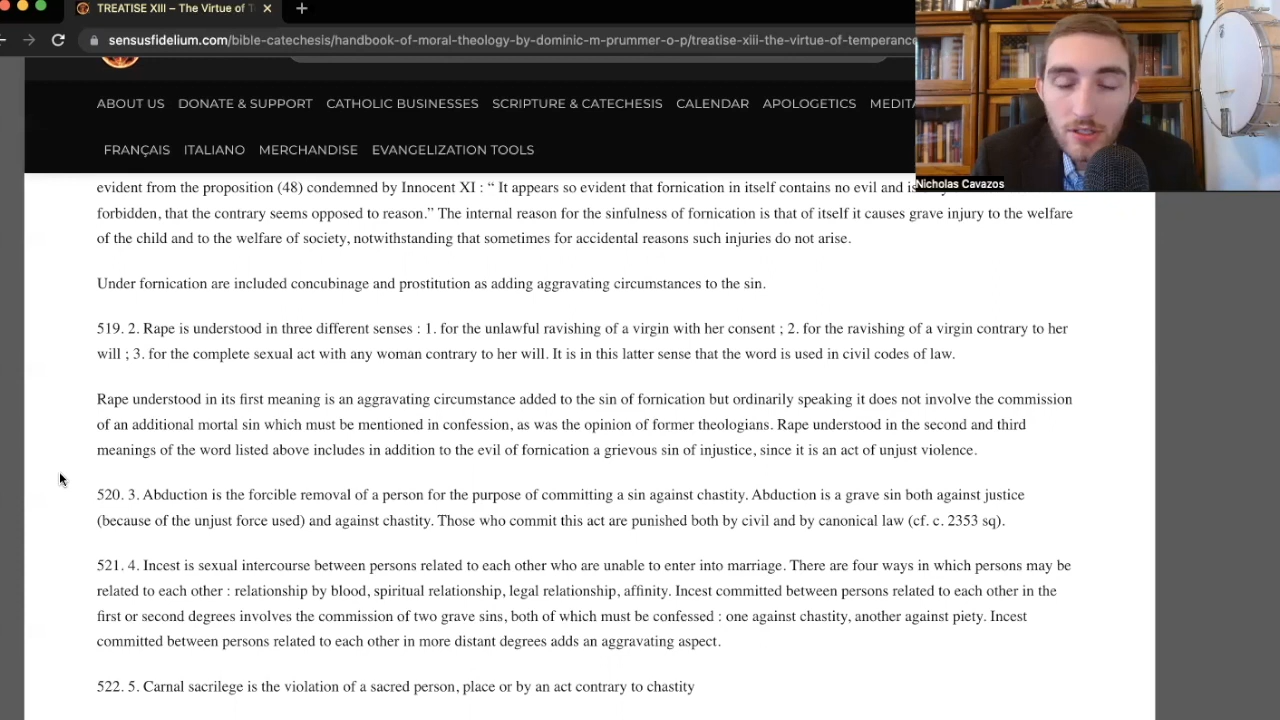 TREATISE XIII – The Virtue of T
sensusfidelium.com/bible-catechesis/handbook-of-moral-theology-by-dominic-m-prummer-o-p/treatise-xiii-the-virtue-of-temperance
ABOUT US DONATE & SUPPORT CATHOLIC BUSINESSES SCRIPTURE & CATECHESIS CALENDAR APOLOGETICS MEDITA
FRANÇAIS ITALIANO MERCHANDISE EVANGELIZATION TOOLS
Nicholas Cavazos
evident from the proposition (48) condemned by Innocent XI : “ It appears so evident that fornication in itself contains no evil and is
forbidden, that the contrary seems opposed to reason.” The internal reason for the sinfulness of fornication is that of itself it causes grave injury to the welfare
of the child and to the welfare of society, notwithstanding that sometimes for accidental reasons such injuries do not arise.
Under fornication are included concubinage and prostitution as adding aggravating circumstances to the sin.
519. 2. Rape is understood in three different senses : 1. for the unlawful ravishing of a virgin with her consent ; 2. for the ravishing of a virgin contrary to her
will ; 3. for the complete sexual act with any woman contrary to her will. It is in this latter sense that the word is used in civil codes of law.
Rape understood in its first meaning is an aggravating circumstance added to the sin of fornication but ordinarily speaking it does not involve the commission
of an additional mortal sin which must be mentioned in confession, as was the opinion of former theologians. Rape understood in the second and third
meanings of the word listed above includes in addition to the evil of fornication a grievous sin of injustice, since it is an act of unjust violence.
520. 3. Abduction is the forcible removal of a person for the purpose of committing a sin against chastity. Abduction is a grave sin both against justice
(because of the unjust force used) and against chastity. Those who commit this act are punished both by civil and by canonical law (cf. c. 2353 sq).
521. 4. Incest is sexual intercourse between persons related to each other who are unable to enter into marriage. There are four ways in which persons may be
related to each other : relationship by blood, spiritual relationship, legal relationship, affinity. Incest committed between persons related to each other in the
first or second degrees involves the commission of two grave sins, both of which must be confessed : one against chastity, another against piety. Incest
committed between persons related to each other in more distant degrees adds an aggravating aspect.
522. 5. Carnal sacrilege is the violation of a sacred person, place or by an act contrary to chastity